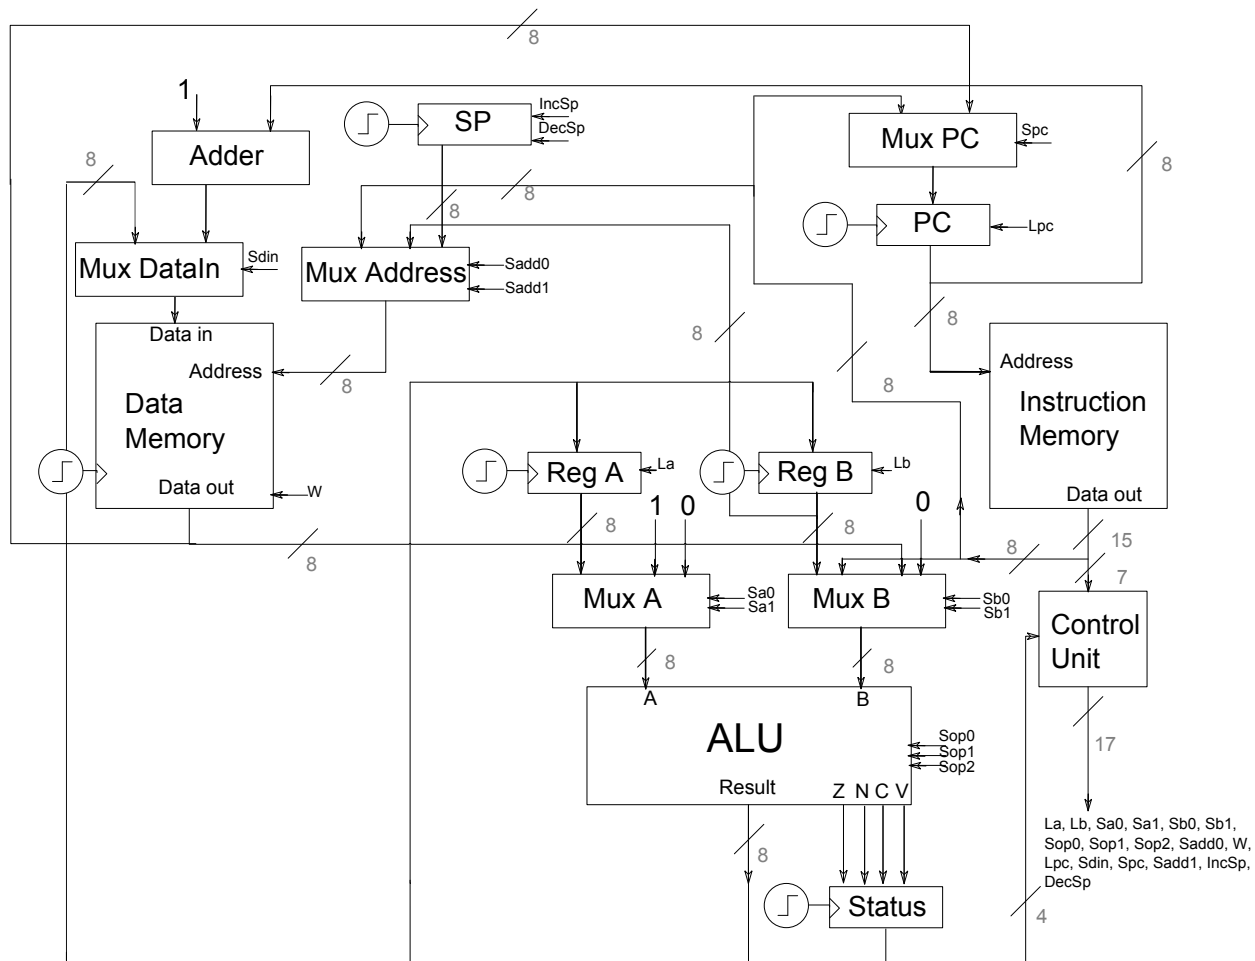 8
1
IncSp
SP
DecSp
Mux PC
Spc
Adder
8
8
8
8
PC
Lpc
Mux DataIn
Sdin
Mux Address
Sadd0
Sadd1
8
8
Data in
Address
8
8
Address
Data
Memory
Instruction
Memory
Data out
W
Reg A
La
Reg B
Lb
Data out
1
0
0
8
8
8
8
15
7
Mux A
Sa0
Sa1
Mux B
Sb0
Sb1
Control
Unit
8
8
A
B
ALU
Sop0
Sop1
Sop2
17
Result
Z N C V
8
La, Lb, Sa0, Sa1, Sb0, Sb1,
Sop0, Sop1, Sop2, Sadd0, W,
Lpc, Sdin, Spc, Sadd1, IncSp,
DecSp
Status
4